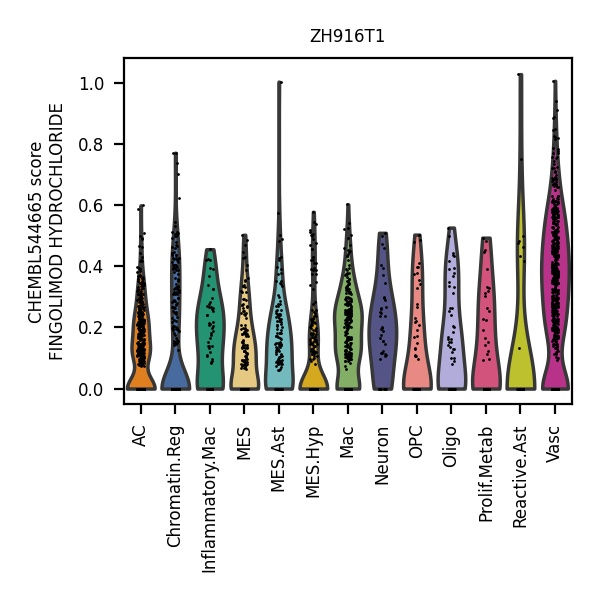 ZH916T1
CHEMBL544665 score
FINGOLIMOD HYDROCHLORIDE
1.0
0.8
0.6
0.4
0.2
0.0
AC
Chromatin.Reg
Inflammatory.Mac
MES
MES.Ast
MES.Hyp
Mac
Neuron
OPC
Oligo
Prolif.Metab
Reactive.Ast
Vasc